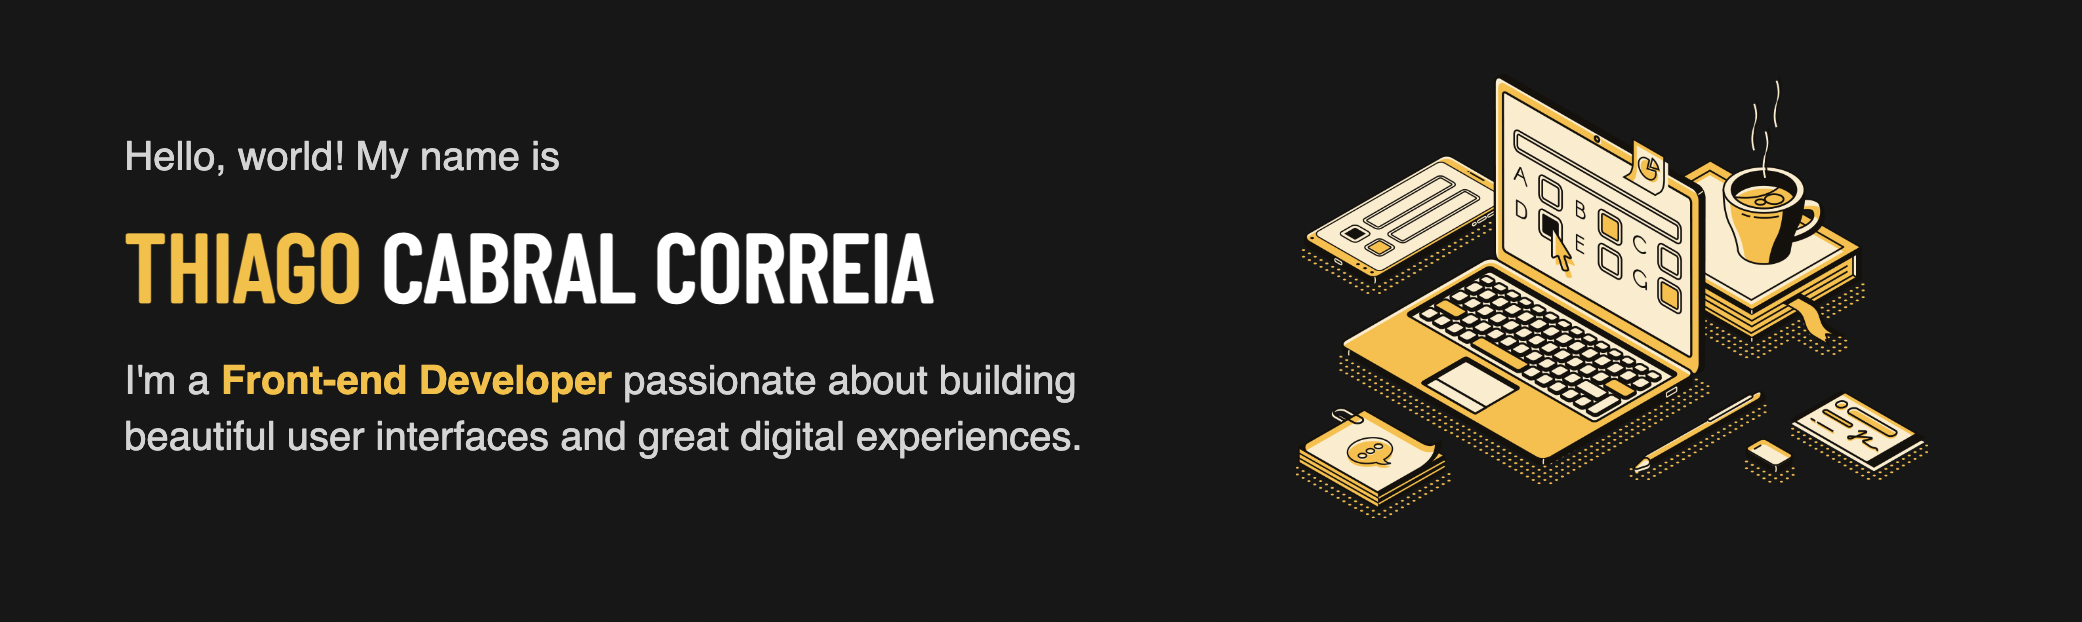 Hello, world! My name is
THIAGO CABRAL CORREIA
I'm a Front-end Developer passionate about building
beautiful user interfaces and great digital experiences.
A
B
C
D
E
G